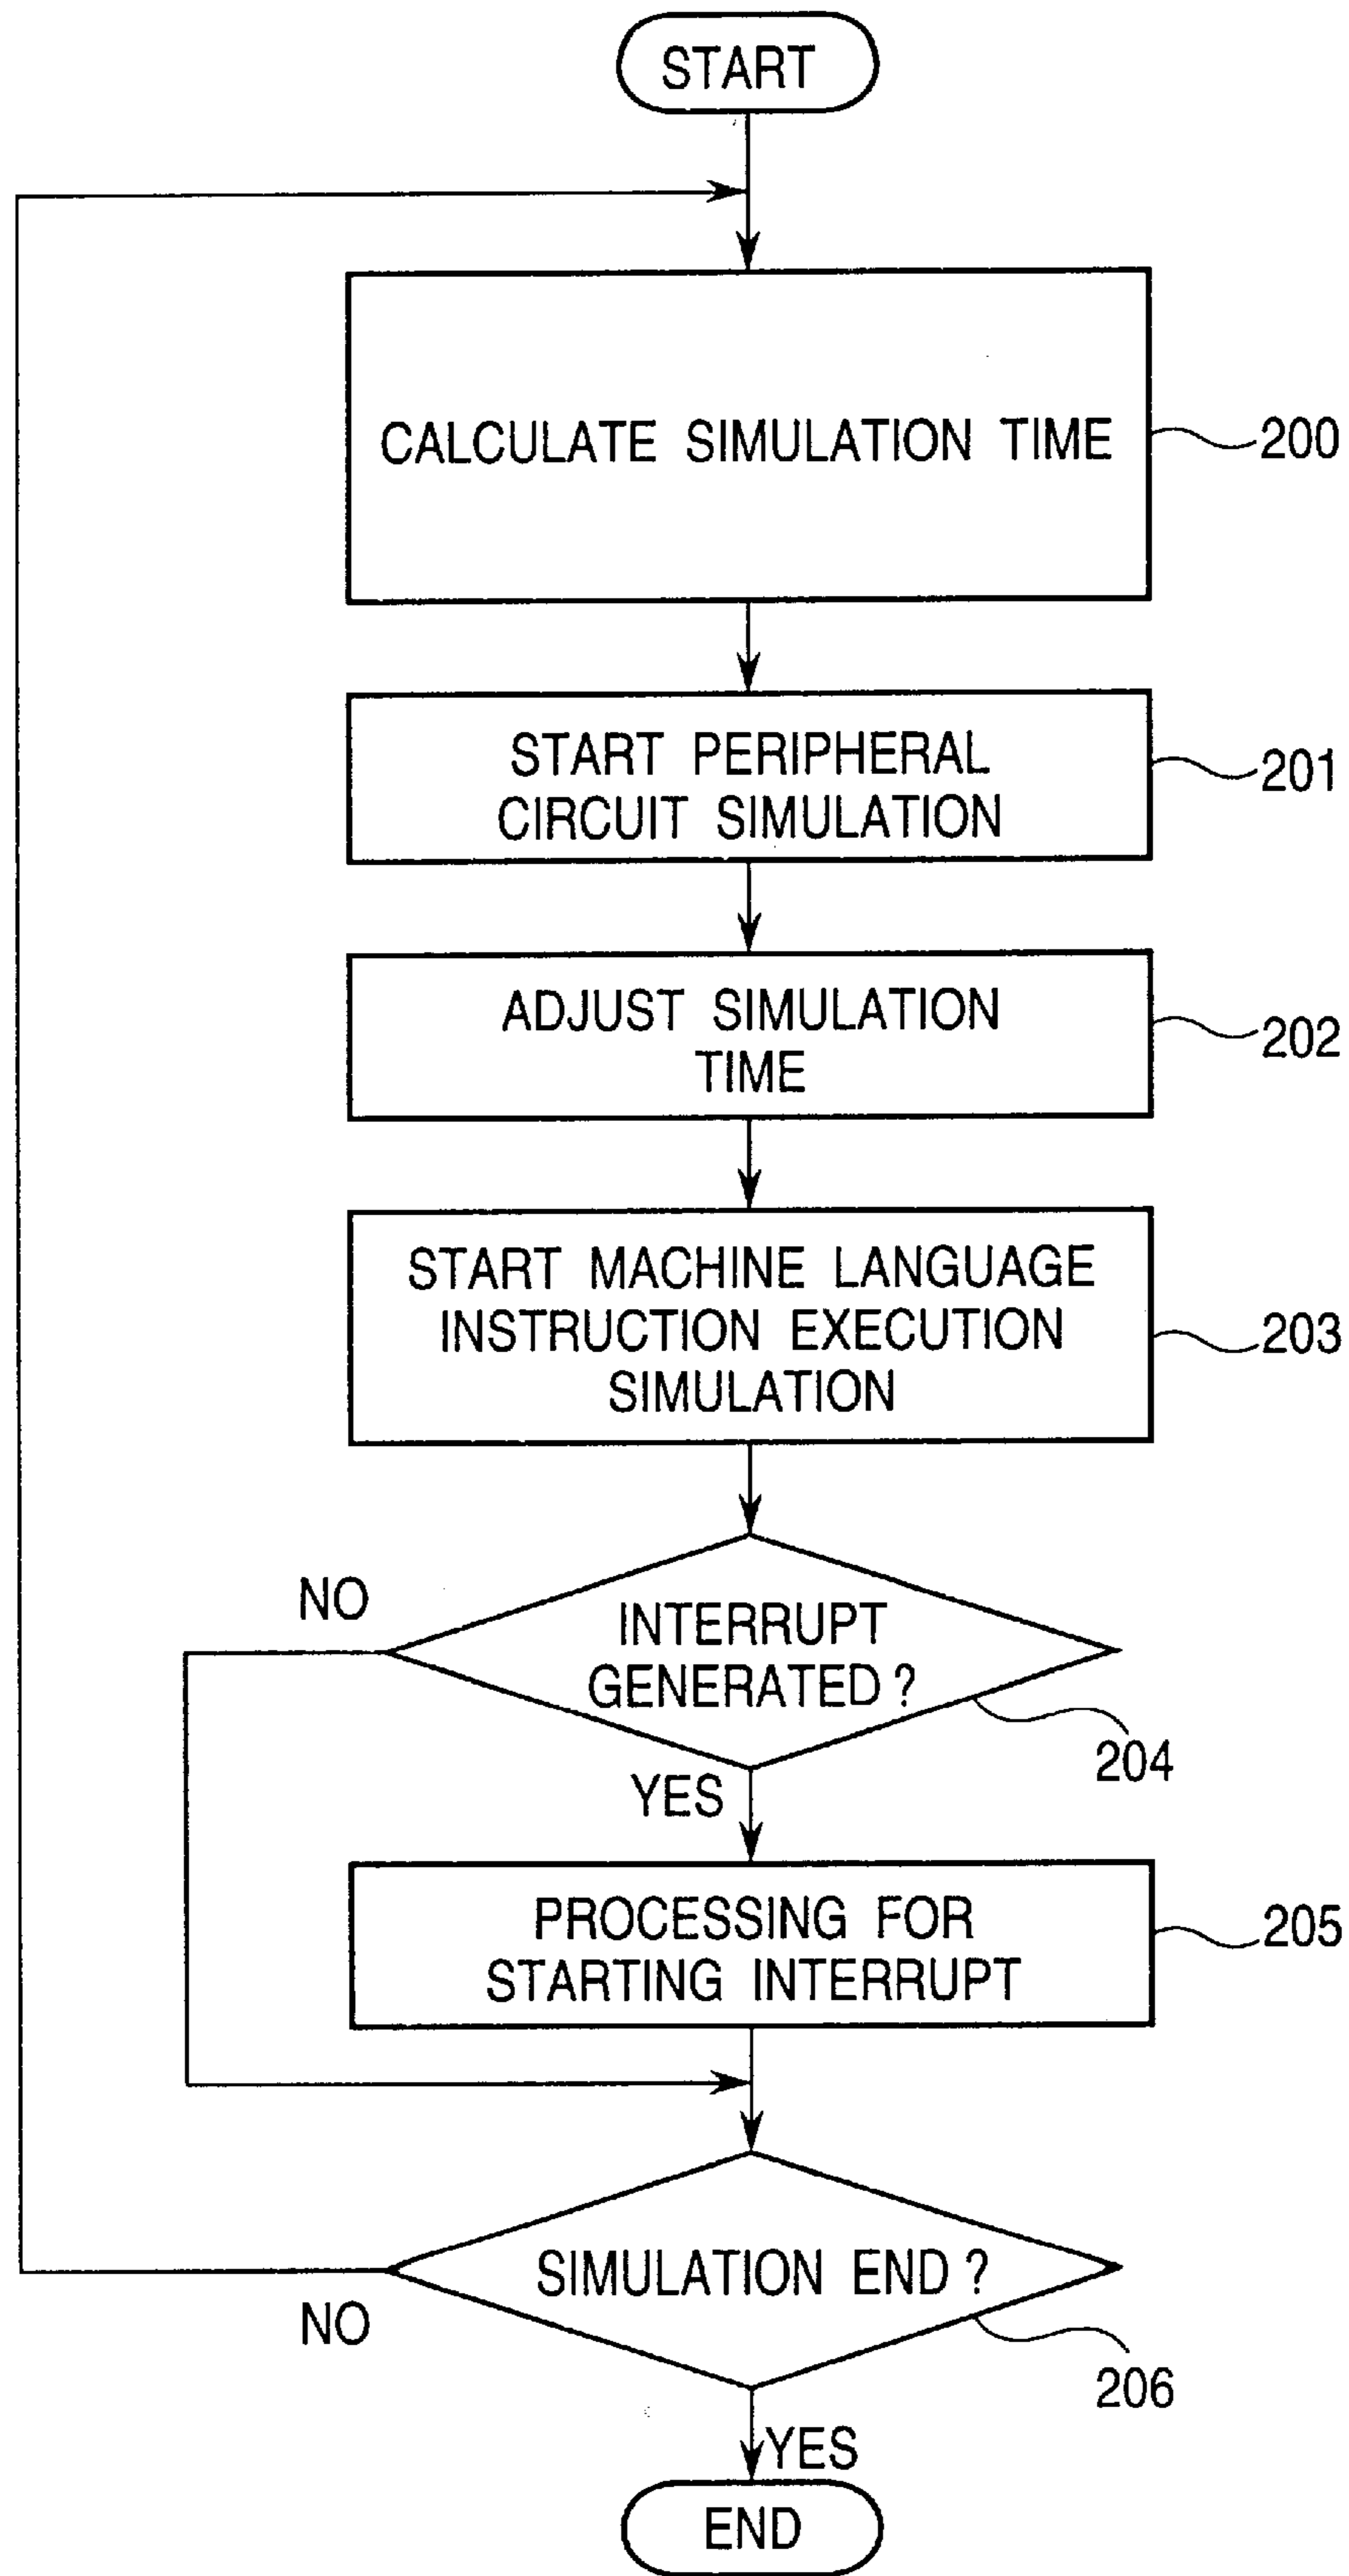 START
CALCULATE SIMULATION TIME
200
START PERIPHERAL
CIRCUIT SIMULATION
201
ADJUST SIMULATION
TIME
202
START MACHINE LANGUAGE
INSTRUCTION EXECUTION
SIMULATION
203
NO
INTERRUPT
GENERATED ?
204
YES
PROCESSING FOR
STARTING INTERRUPT
205
SIMULATION END ?
NO
206
YES
END